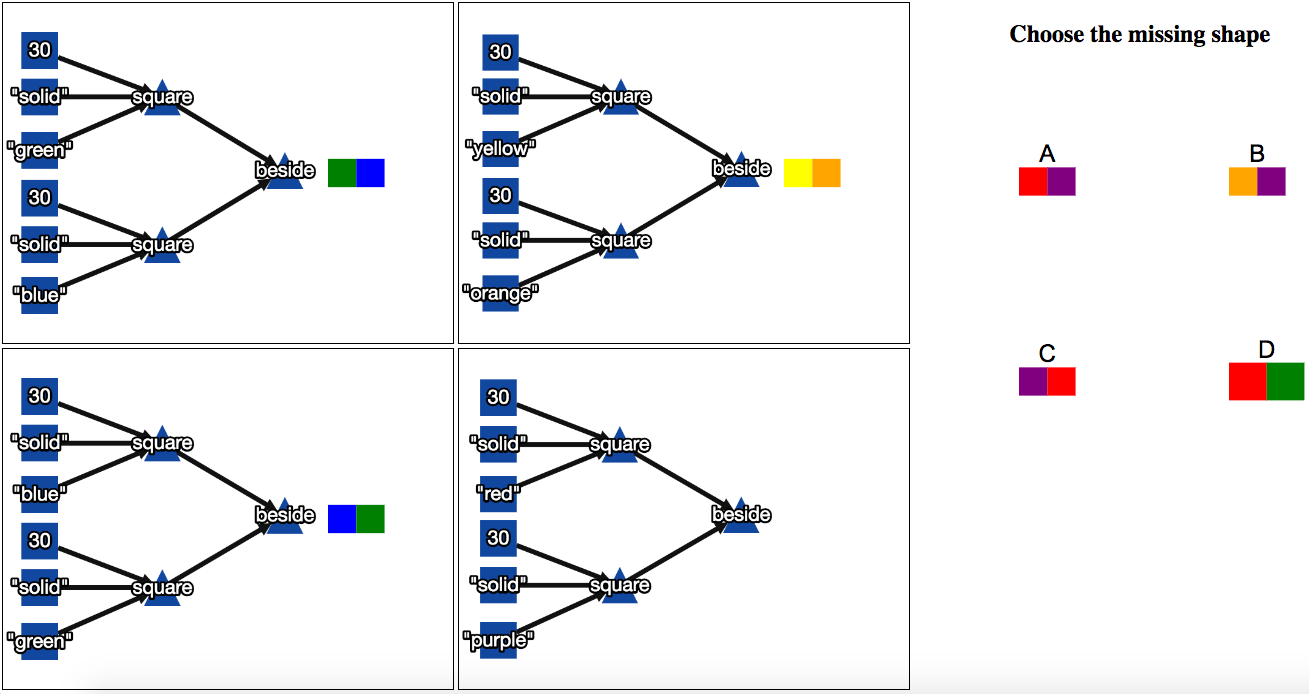 30
"solid" square
"green"
beside
30
"solid" square
"blue"
30
"solid" square
"yellow"
beside
30
"solid" square
"orange"
30
"solid" square
"blue"
beside
30
"solid" square
"green"
30
"solid" square
"red"
beside
30
"solid" square
"purple"
Choose the missing shape
A B
C D